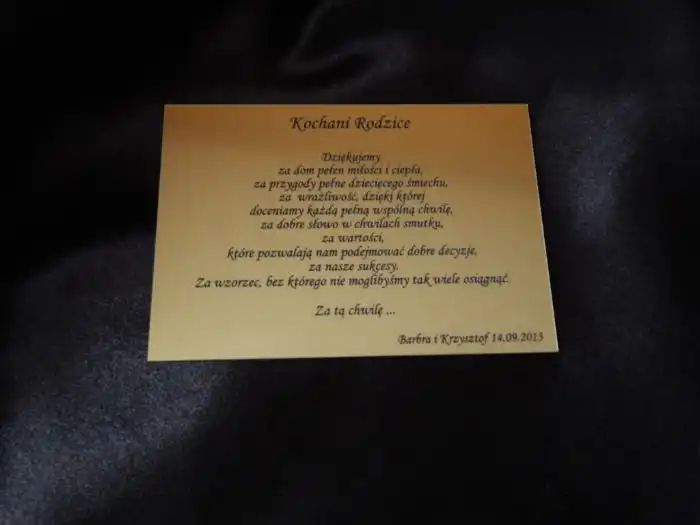 Kochani Rodzice
Dziękujemy
za dom pełen miłości i ciepła,
za przygody pełne dziecięcego śmiechu,
za wrażliwość, dzięki której
doceniamy każdą pełną wspólną chwilę,
za dobre słowo w chwilach smutku,
za wartości,
które pozwalają nam podejmować dobre decyzje,
za nasze sukcesy.
Za wzorzec, bez którego nie moglibyśmy tak wiele osiągnąć.
Za tą chwilę ...
Barbra i Krzysztof 14.09.2013